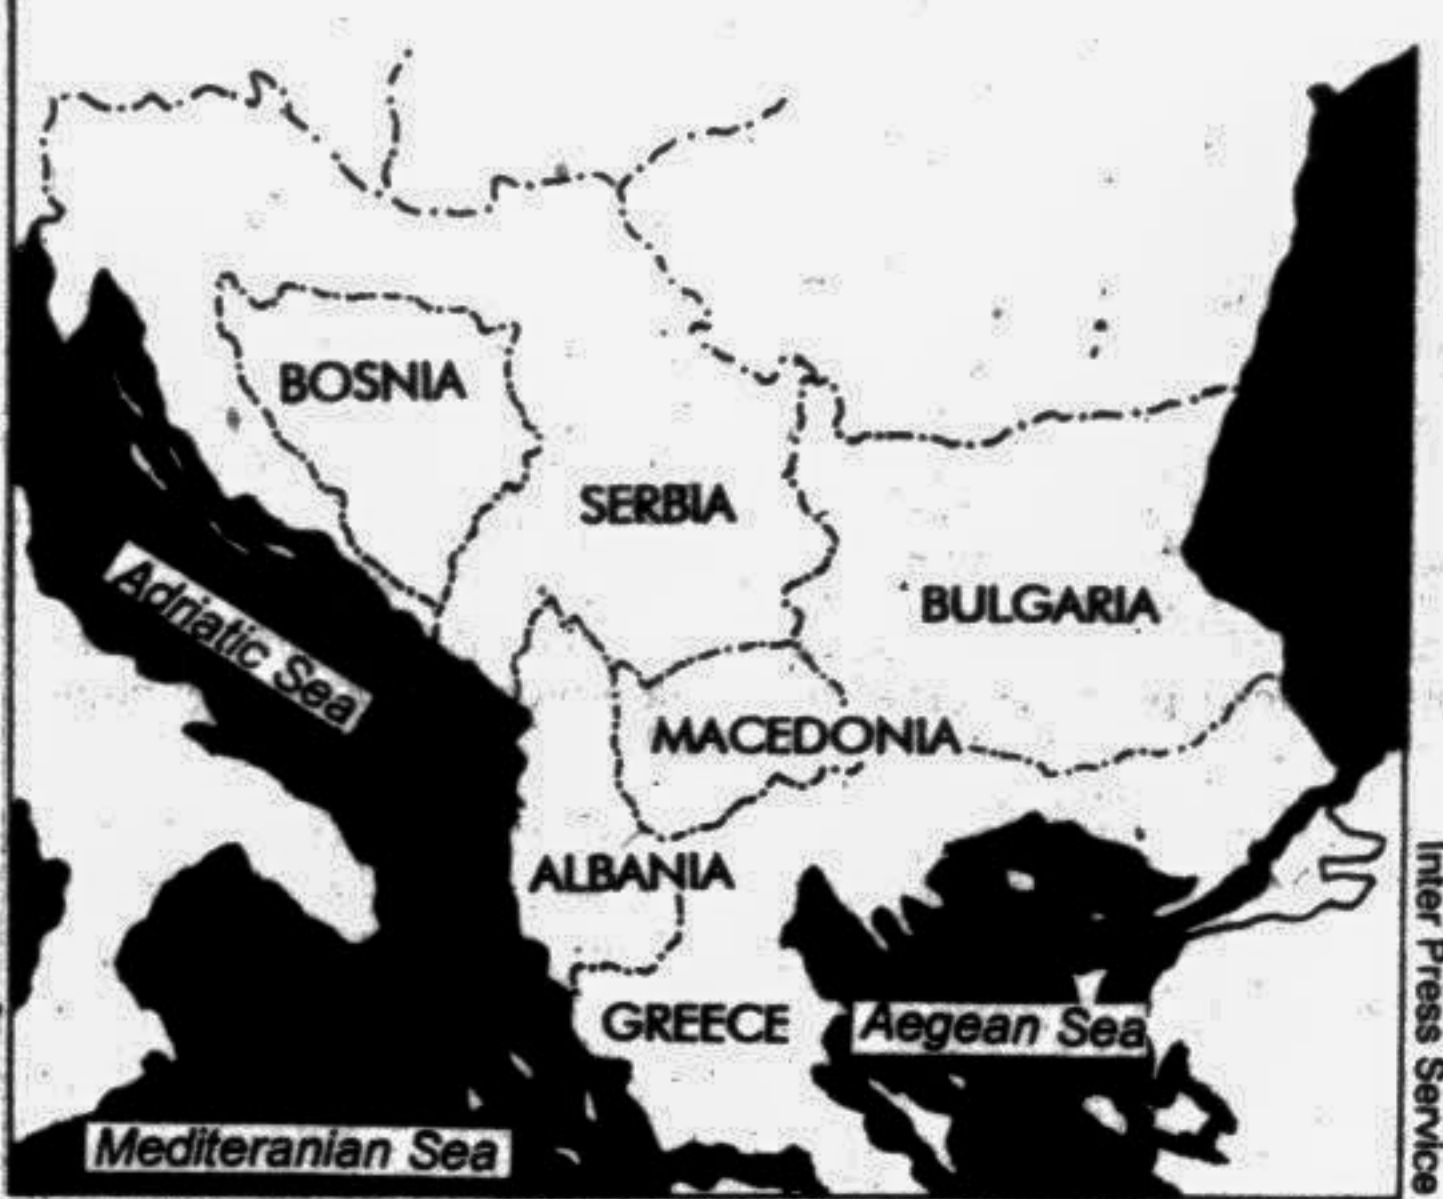 BOSNIA
SERBIA
BULGARIA
Adriatic Sea
MACEDONIA
ALBANIA
GREECE
Aegean Sea
Mediteranian Sea
Inter Press Service